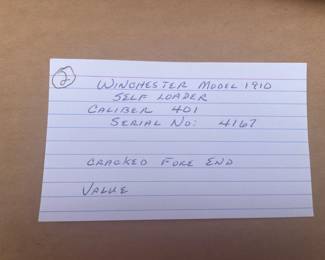 2
WINCHESTER MODEL 1910
SELF LOADER
CALIBER 401
SERIAL NO: 4167
CRACKED FORE END
VALUE